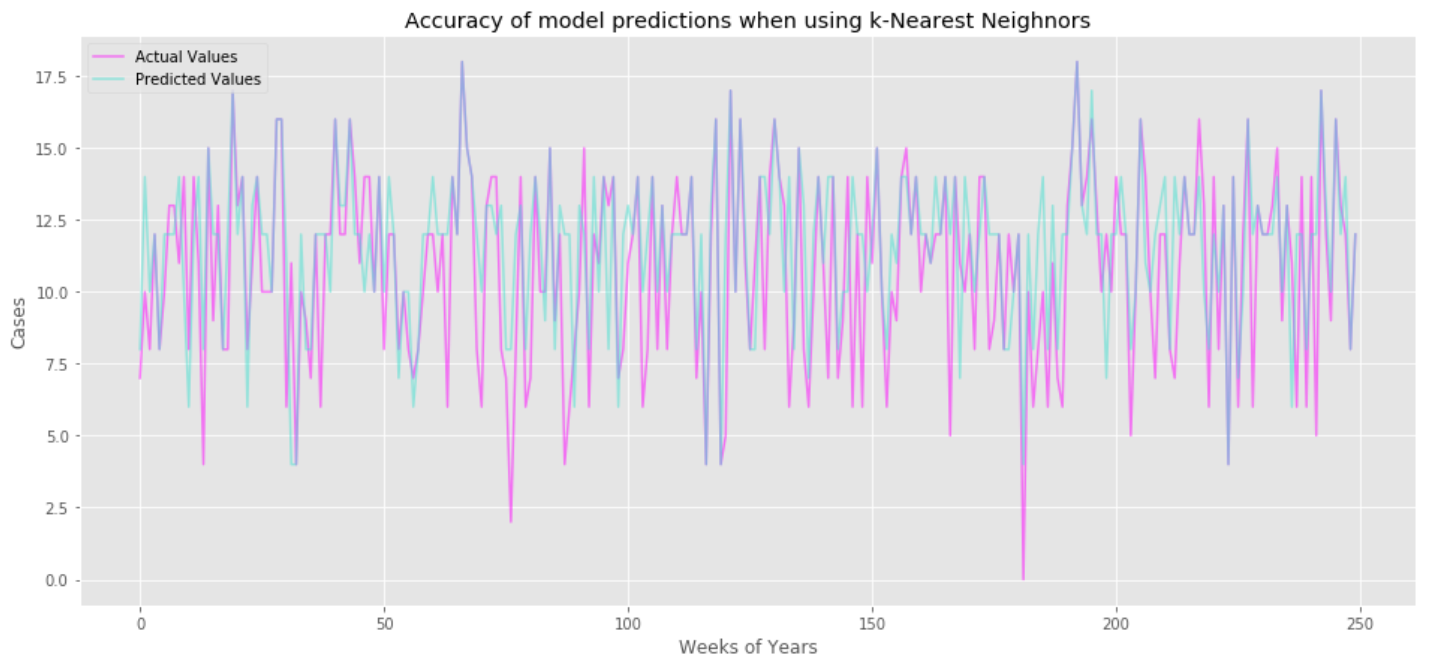 Accuracy of model predictions when using k-Nearest Neighnors
Actual Values
Predicted Values
17.5
15.0
12.5
10.0
7.5
5.0
2.5
0.0
Cases
0 50 100 150 200 250
Weeks of Years